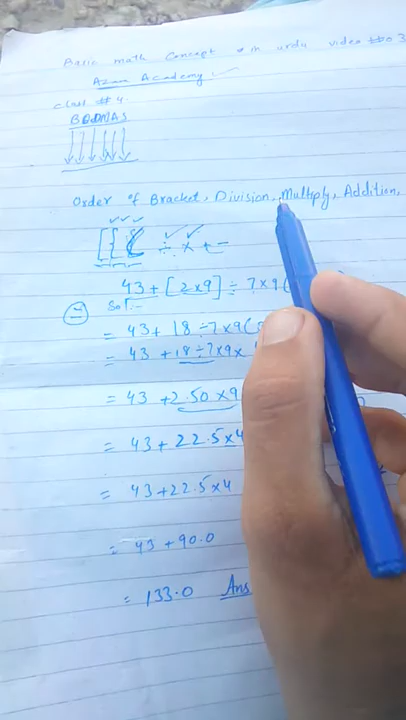 Basic math Concept in urdu video #03
Azan Academy
class #4
BODMAS
Order of Bracket, Division, Multiply, Addition,
[ { ( ÷ × + -
43 + [2×9] ÷ 7×9(
Sol:-
= 43 + 18 ÷ 7×9(
= 43 + 18÷7×9×
= 43 + 2.50 ×9
= 43 + 22.5×4
= 43+22.5×4
= 43 +90.0
= 133.0 Ans